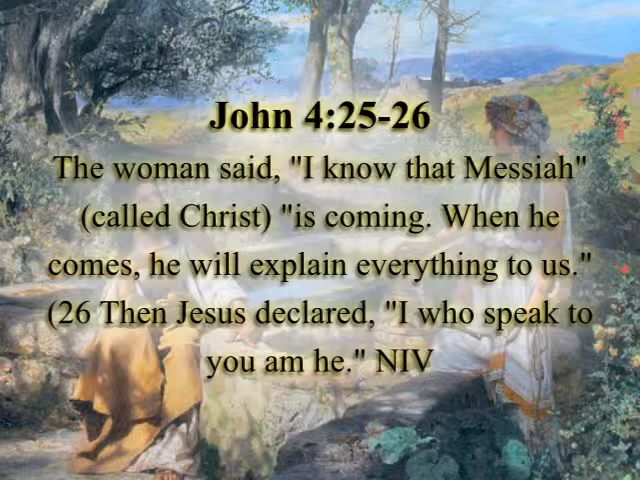 John 4:25-26
The woman said, "I know that Messiah"
(called Christ) "is coming. When he
comes, he will explain everything to us."
(26 Then Jesus declared, "I who speak to
you am he." NIV